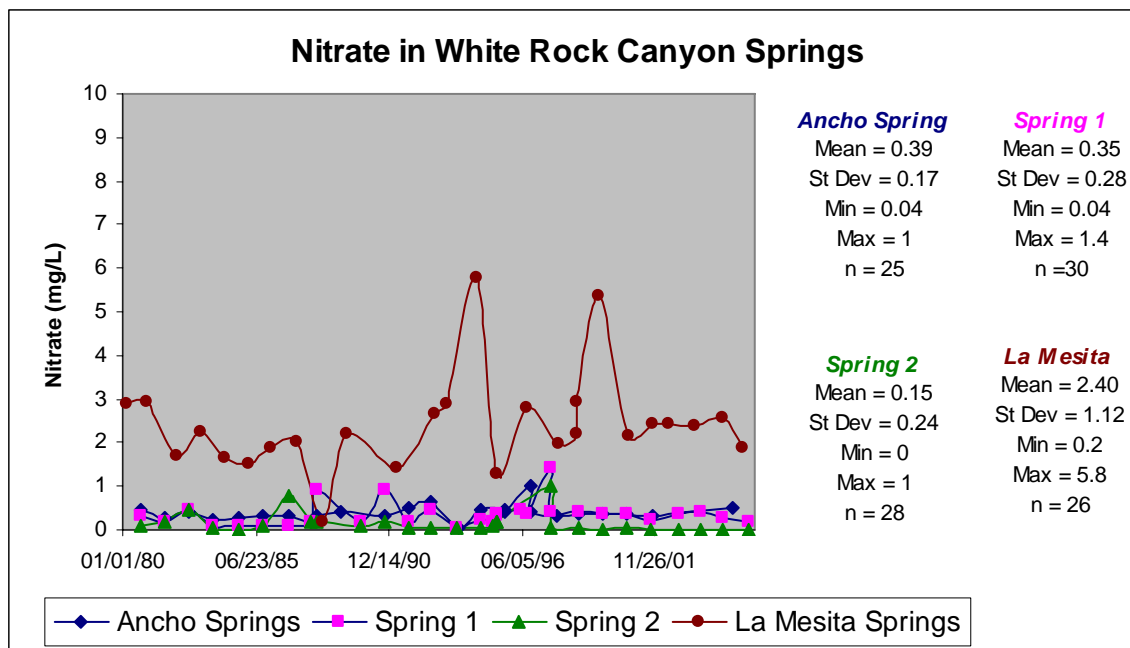 Nitrate in White Rock Canyon Springs
10
9
8
7
6
5
4
3
2
1
0
Nitrate (mg/L)
01/01/80
06/23/85
12/14/90
06/05/96
11/26/01
Ancho Spring
Mean = 0.39
St Dev = 0.17
Min = 0.04
Max = 1
n = 25
Spring 1
Mean = 0.35
St Dev = 0.28
Min = 0.04
Max = 1.4
n =30
Spring 2
Mean = 0.15
St Dev = 0.24
Min = 0
Max = 1
n = 28
La Mesita
Mean = 2.40
St Dev = 1.12
Min = 0.2
Max = 5.8
n = 26
Ancho Springs
Spring 1
Spring 2
La Mesita Springs